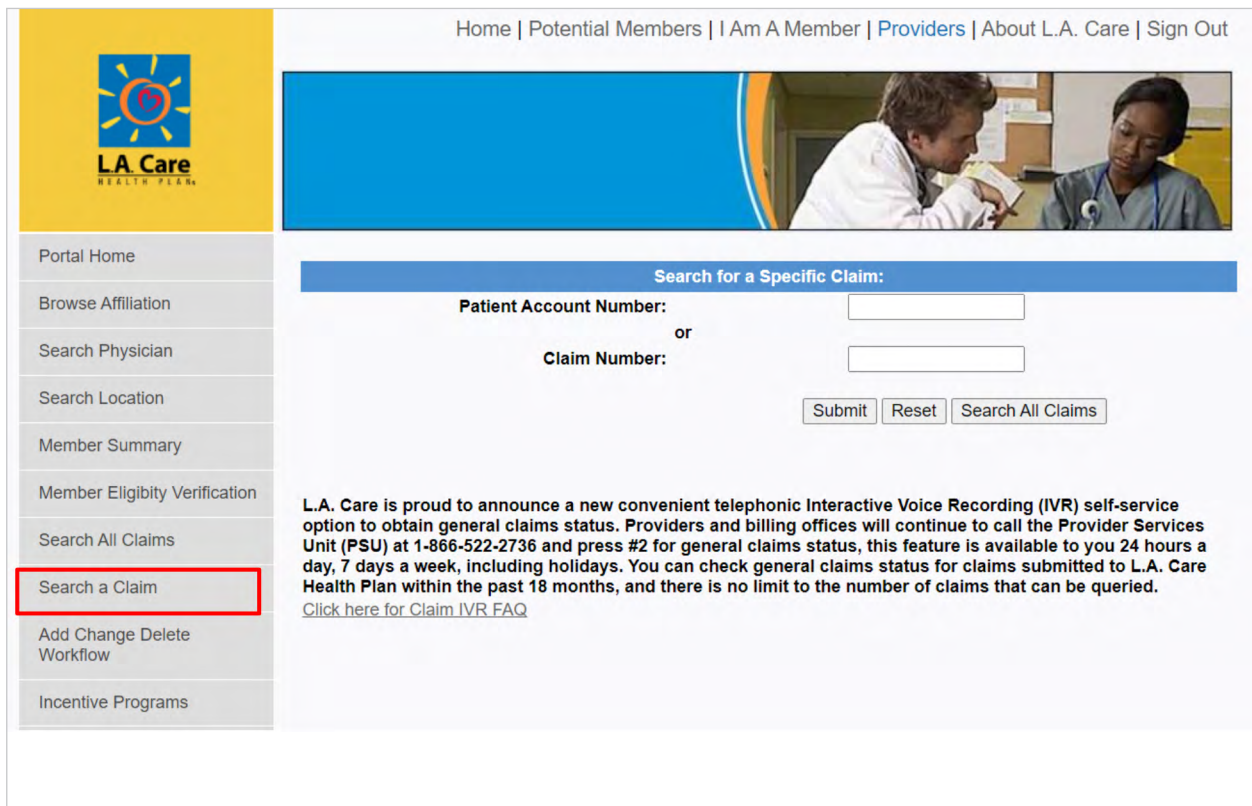 Home | Potential Members | I Am A Member | Providers | About L.A. Care | Sign Out
L.A. Care
HEALTH PLAN®
Portal Home
Browse Affiliation
Search Physician
Search Location
Member Summary
Member Eligibity Verification
Search All Claims
Search a Claim
Add Change Delete
Workflow
Incentive Programs
Search for a Specific Claim:
Patient Account Number:
or
Claim Number:
Submit Reset Search All Claims
L.A. Care is proud to announce a new convenient telephonic Interactive Voice Recording (IVR) self-service
option to obtain general claims status. Providers and billing offices will continue to call the Provider Services
Unit (PSU) at 1-866-522-2736 and press #2 for general claims status, this feature is available to you 24 hours a
day, 7 days a week, including holidays. You can check general claims status for claims submitted to L.A. Care
Health Plan within the past 18 months, and there is no limit to the number of claims that can be queried.
Click here for Claim IVR FAQ